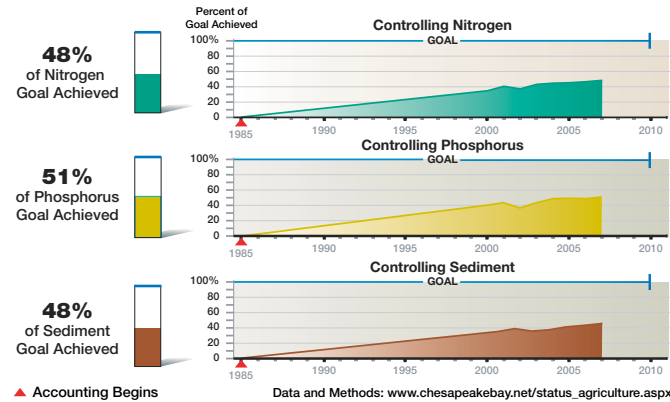 Percent of
Goal Achieved
Controlling Nitrogen
48%
of Nitrogen
Goal Achieved
100%
80
60
40
20
0
GOAL
1985
1990
1995
2000
2005
2010
Controlling Phosphorus
51%
of Phosphorus
Goal Achieved
100%
80
60
40
20
0
GOAL
1985
1990
1995
2000
2005
2010
Controlling Sediment
48%
of Sediment
Goal Achieved
100%
80
60
40
20
0
GOAL
1985
1990
1995
2000
2005
2010
Accounting Begins
Data and Methods: www.chesapeakebay.net/status_agriculture.aspx